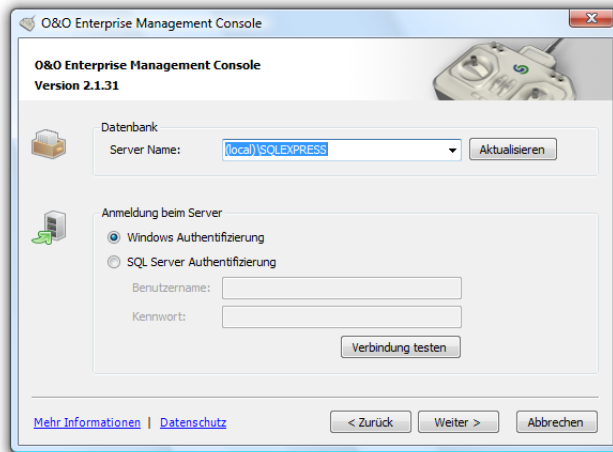 O&O Enterprise Management Console
O&O Enterprise Management Console
Version 2.1.31
Datenbank
Server Name: (local)\SQLEXPRESS Aktualisieren
Anmeldung beim Server
Windows Authentifizierung
SQL Server Authentifizierung
Benutzername:
Kennwort:
Verbindung testen
Mehr Informationen | Datenschutz < Zurück Weiter > Abbrechen